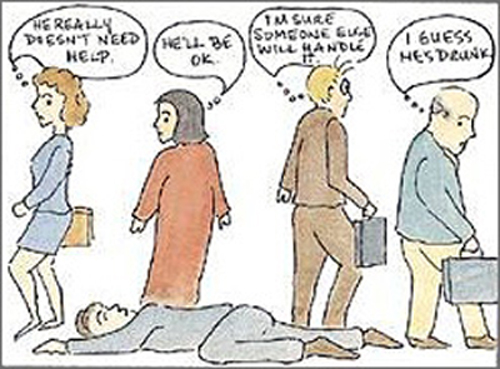 HE REALLY
DOESN'T NEED
HELP.
HE'LL BE
OK.
I'M SURE
SOMEONE ELSE
WILL HANDLE
IT.
I GUESS
HE'S DRUNK